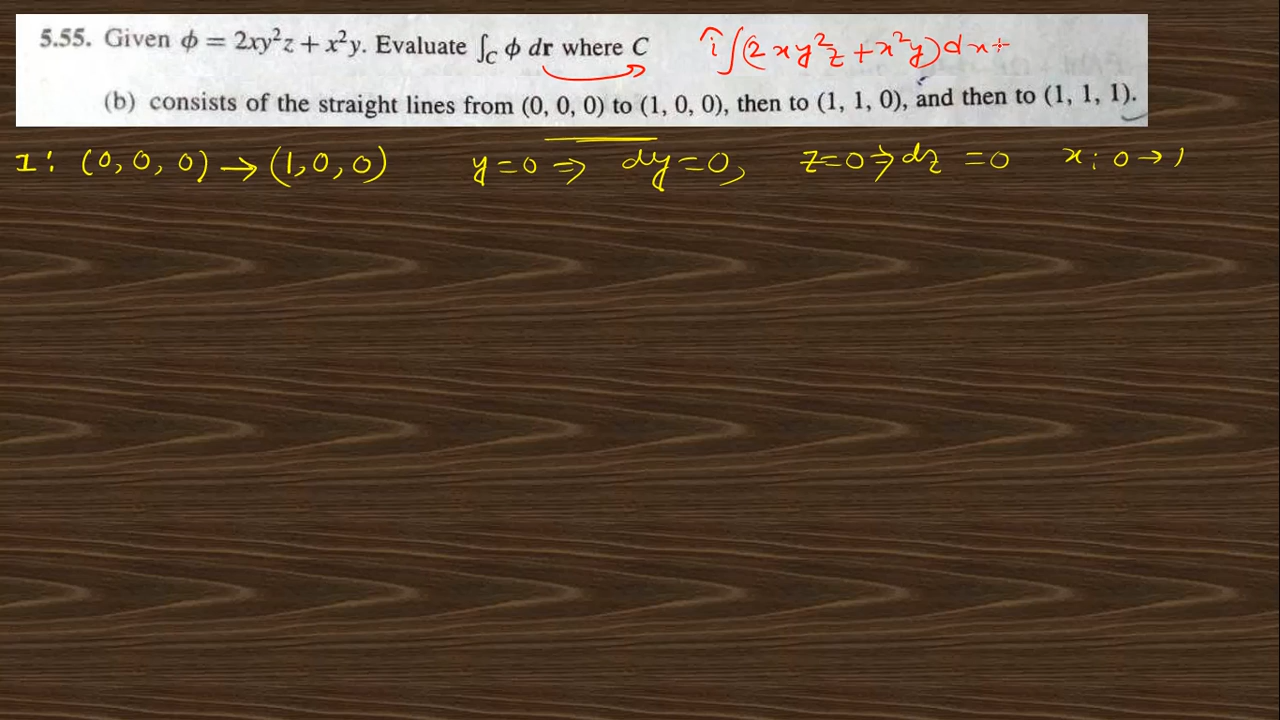 5.55. Given ϕ = 2xy²z + x²y. Evaluate ∫_C ϕ dr where C
î ∫(2xy²z + x²y)dx+
(b) consists of the straight lines from (0, 0, 0) to (1, 0, 0), then to (1, 1, 0), and then to (1, 1, 1).
1: (0, 0, 0) → (1, 0, 0) y=0 ⇒ dy=0, z=0 ⇒ dz =0 x: 0→1